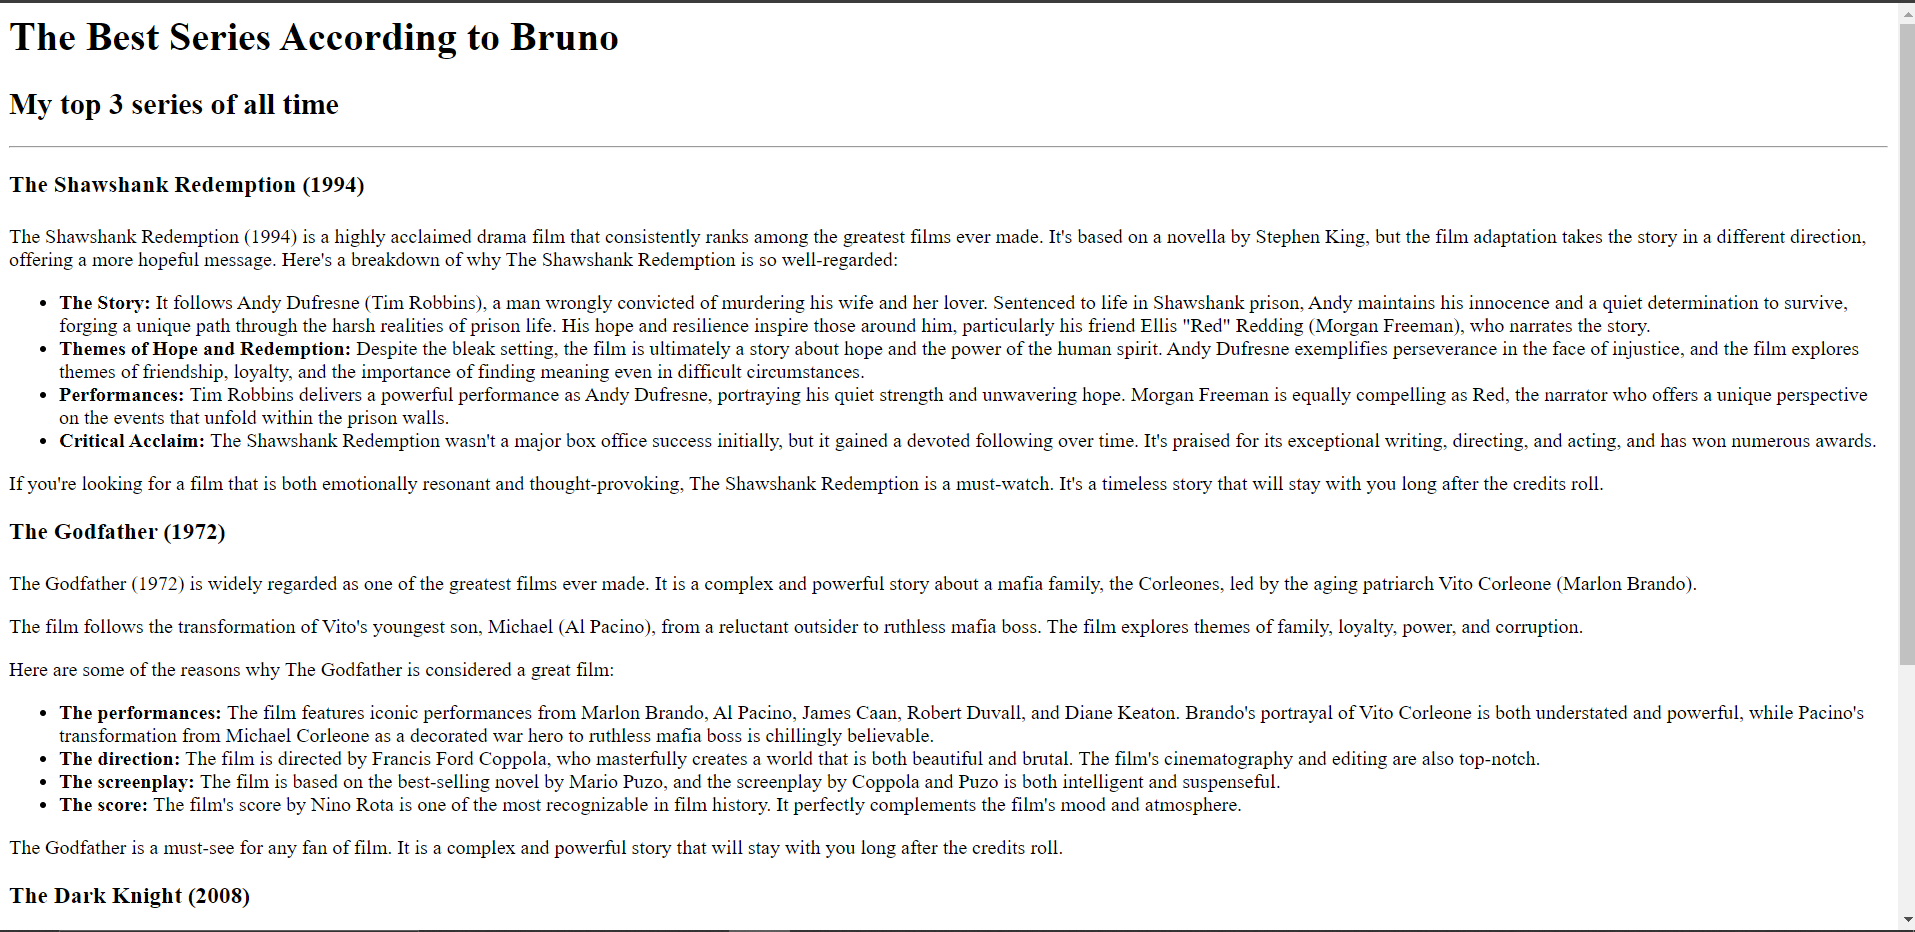 The Best Series According to Bruno
My top 3 series of all time
The Shawshank Redemption (1994)
The Shawshank Redemption (1994) is a highly acclaimed drama film that consistently ranks among the greatest films ever made. It's based on a novella by Stephen King, but the film adaptation takes the story in a different direction,
offering a more hopeful message. Here's a breakdown of why The Shawshank Redemption is so well-regarded:
• The Story: It follows Andy Dufresne (Tim Robbins), a man wrongly convicted of murdering his wife and her lover. Sentenced to life in Shawshank prison, Andy maintains his innocence and a quiet determination to survive,
forging a unique path through the harsh realities of prison life. His hope and resilience inspire those around him, particularly his friend Ellis "Red" Redding (Morgan Freeman), who narrates the story.
• Themes of Hope and Redemption: Despite the bleak setting, the film is ultimately a story about hope and the power of the human spirit. Andy Dufresne exemplifies perseverance in the face of injustice, and the film explores
themes of friendship, loyalty, and the importance of finding meaning even in difficult circumstances.
• Performances: Tim Robbins delivers a powerful performance as Andy Dufresne, portraying his quiet strength and unwavering hope. Morgan Freeman is equally compelling as Red, the narrator who offers a unique perspective
on the events that unfold within the prison walls.
• Critical Acclaim: The Shawshank Redemption wasn't a major box office success initially, but it gained a devoted following over time. It's praised for its exceptional writing, directing, and acting, and has won numerous awards.
If you're looking for a film that is both emotionally resonant and thought-provoking, The Shawshank Redemption is a must-watch. It's a timeless story that will stay with you long after the credits roll.
The Godfather (1972)
The Godfather (1972) is widely regarded as one of the greatest films ever made. It is a complex and powerful story about a mafia family, the Corleones, led by the aging patriarch Vito Corleone (Marlon Brando).
The film follows the transformation of Vito's youngest son, Michael (Al Pacino), from a reluctant outsider to ruthless mafia boss. The film explores themes of family, loyalty, power, and corruption.
Here are some of the reasons why The Godfather is considered a great film:
• The performances: The film features iconic performances from Marlon Brando, Al Pacino, James Caan, Robert Duvall, and Diane Keaton. Brando's portrayal of Vito Corleone is both understated and powerful, while Pacino's
transformation from Michael Corleone as a decorated war hero to ruthless mafia boss is chillingly believable.
• The direction: The film is directed by Francis Ford Coppola, who masterfully creates a world that is both beautiful and brutal. The film's cinematography and editing are also top-notch.
• The screenplay: The film is based on the best-selling novel by Mario Puzo, and the screenplay by Coppola and Puzo is both intelligent and suspenseful.
• The score: The film's score by Nino Rota is one of the most recognizable in film history. It perfectly complements the film's mood and atmosphere.
The Godfather is a must-see for any fan of film. It is a complex and powerful story that will stay with you long after the credits roll.
The Dark Knight (2008)